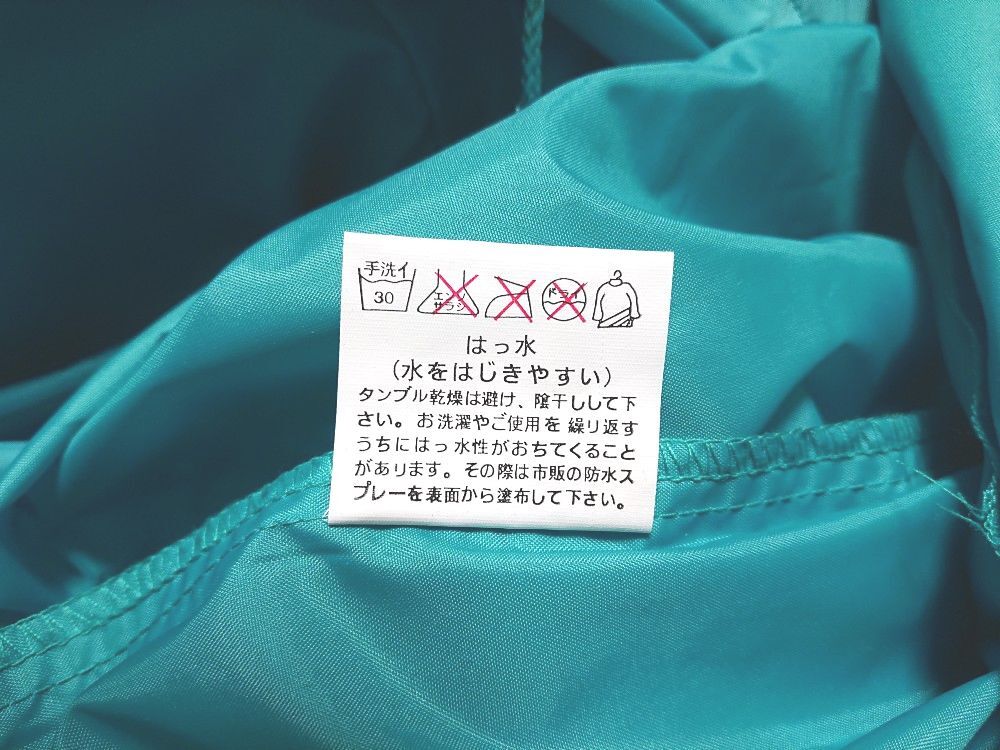 手洗イ
30
エンソ
サラシ
ドライ
はっ水
(水をはじきやすい)
タンブル乾燥は避け、陰干しして下
さい。お洗濯やご使用を 繰り返す
うちにはっ水性がおちてくること
があります。その際は市販の防水ス
プレーを表面から塗布して下さい。